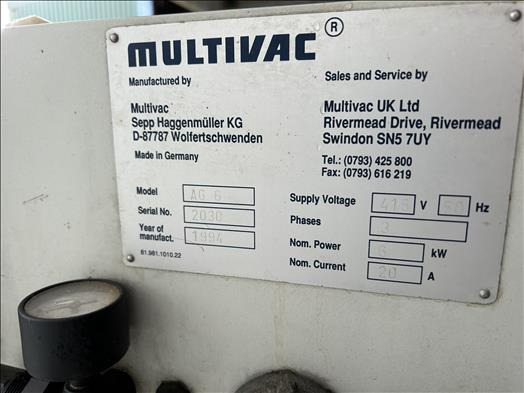 MULTIVAC ®
Manufactured by
Multivac
Sepp Haggenmüller KG
D-87787 Wolfertschwenden
Made in Germany
Model AG 6
Serial No. 2030
Year of
manufact. 1994
81.981.1010.22
Sales and Service by
Multivac UK Ltd
Rivermead Drive, Rivermead
Swindon SN5 7UY
Tel.: (0793) 425 800
Fax: (0793) 616 219
Supply Voltage 415 V 50 Hz
Phases 3
Nom. Power 6 kW
Nom. Current 20 A